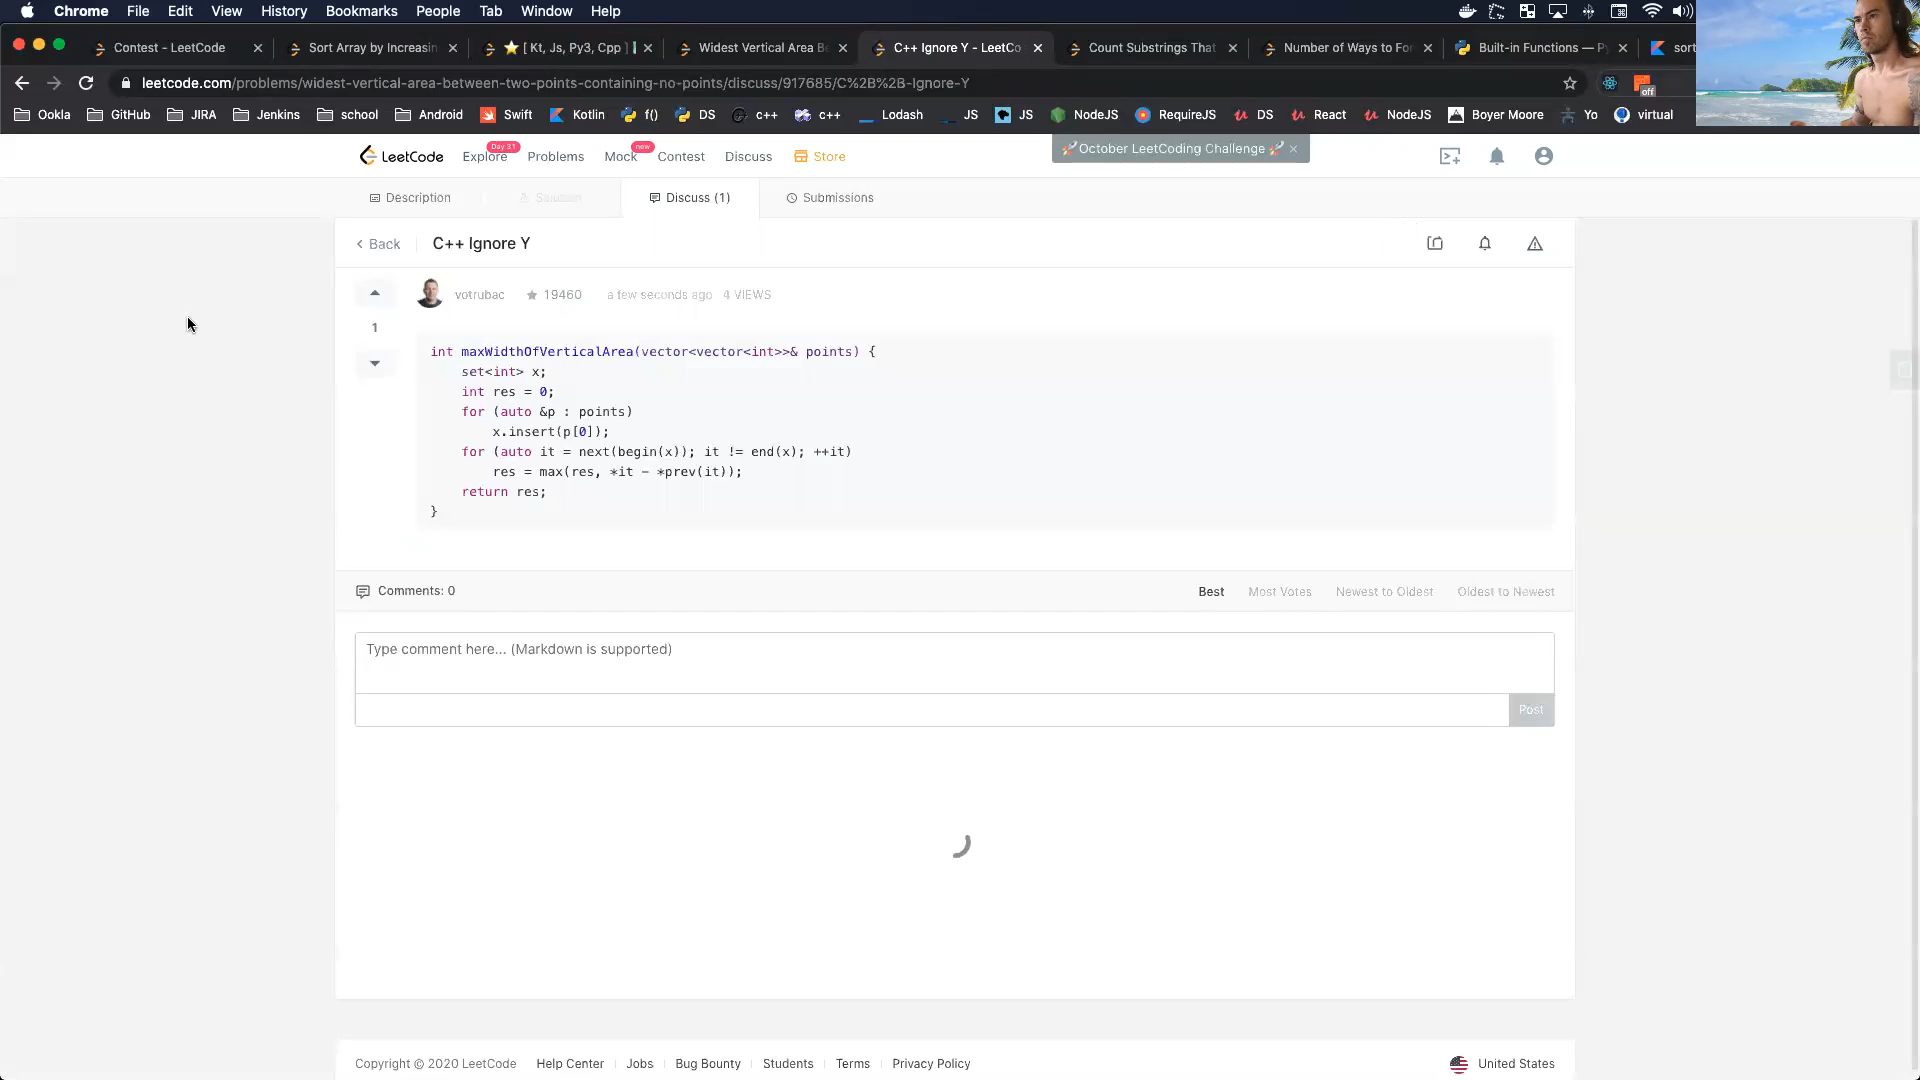 Chrome File Edit View History Bookmarks People Tab Window Help
Contest - LeetCode
Sort Array by Increasin
⭐ [ Kt, Js, Py3, Cpp ]
Widest Vertical Area Be
C++ Ignore Y - LeetCo
Count Substrings That
Number of Ways to For
Built-in Functions — Py
sort
leetcode.com/problems/widest-vertical-area-between-two-points-containing-no-points/discuss/917685/C%2B%2B-Ignore-Y
off
Ookla GitHub JIRA Jenkins school Android Swift Kotlin f() DS c++ c++ Lodash JS JS NodeJS RequireJS DS React NodeJS Boyer Moore Yo virtual
LeetCode Explore Day 31 Problems Mock new Contest Discuss Store
🚀October LeetCoding Challenge 🚀 ×
Description Solution Discuss (1) Submissions
Back C++ Ignore Y
votrubac ★ 19460 a few seconds ago 4 VIEWS
1
int maxWidthOfVerticalArea(vector<vector<int>>& points) {
    set<int> x;
    int res = 0;
    for (auto &p : points)
        x.insert(p[0]);
    for (auto it = next(begin(x)); it != end(x); ++it)
        res = max(res, *it - *prev(it));
    return res;
}
Comments: 0 Best Most Votes Newest to Oldest Oldest to Newest
Type comment here... (Markdown is supported)
Post
Copyright © 2020 LeetCode Help Center Jobs Bug Bounty Students Terms Privacy Policy United States